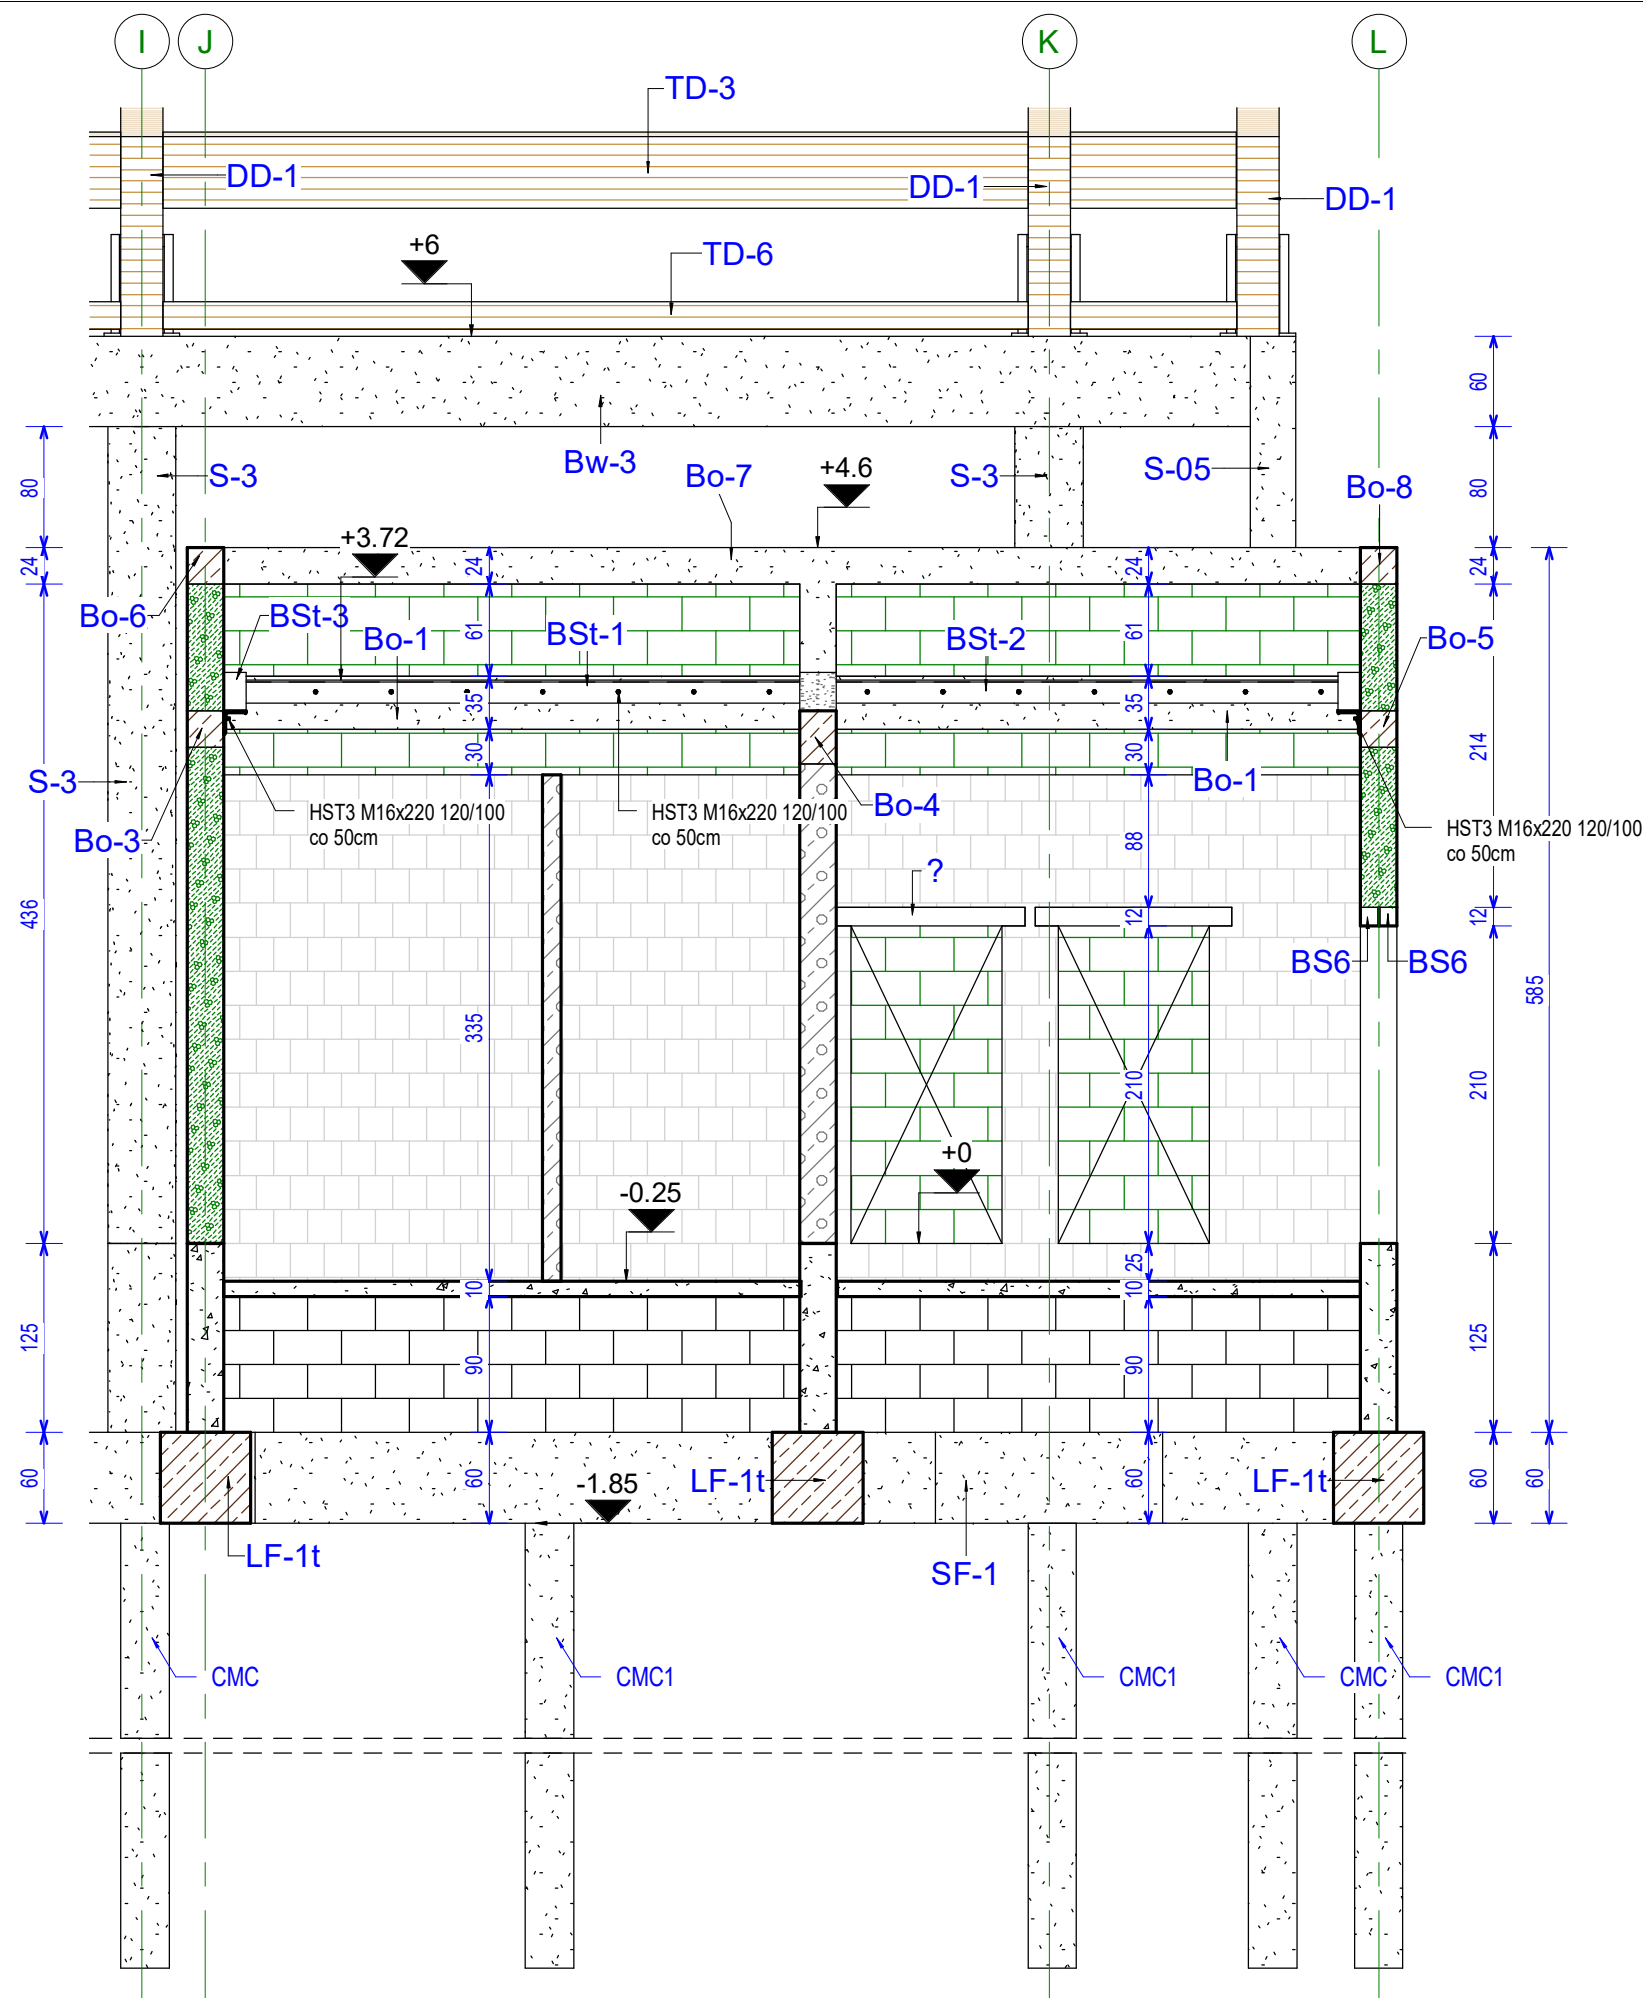 I J K L
TD-3
DD-1 DD-1 DD-1
+6 TD-6
60
Bw-3
S-3 S-3 S-05
80 80
Bo-7 +4.6 Bo-8
+3.72
24 24 24 24
Bo-6 BSt-3 Bo-1 BSt-1 BSt-2 Bo-5
61 61
35 35
30 30
214
S-3 Bo-1
HST3 M16x220 120/100
co 50cm
HST3 M16x220 120/100
co 50cm
Bo-4
HST3 M16x220 120/100
co 50cm
Bo-3
88
?
436
12 12
BS6 BS6
585
335
210 210
+0
-0.25
25
10 10
125 90 90 125
60 60 60 60 60
-1.85
LF-1t LF-1t
LF-1t SF-1
CMC CMC1 CMC1 CMC CMC1